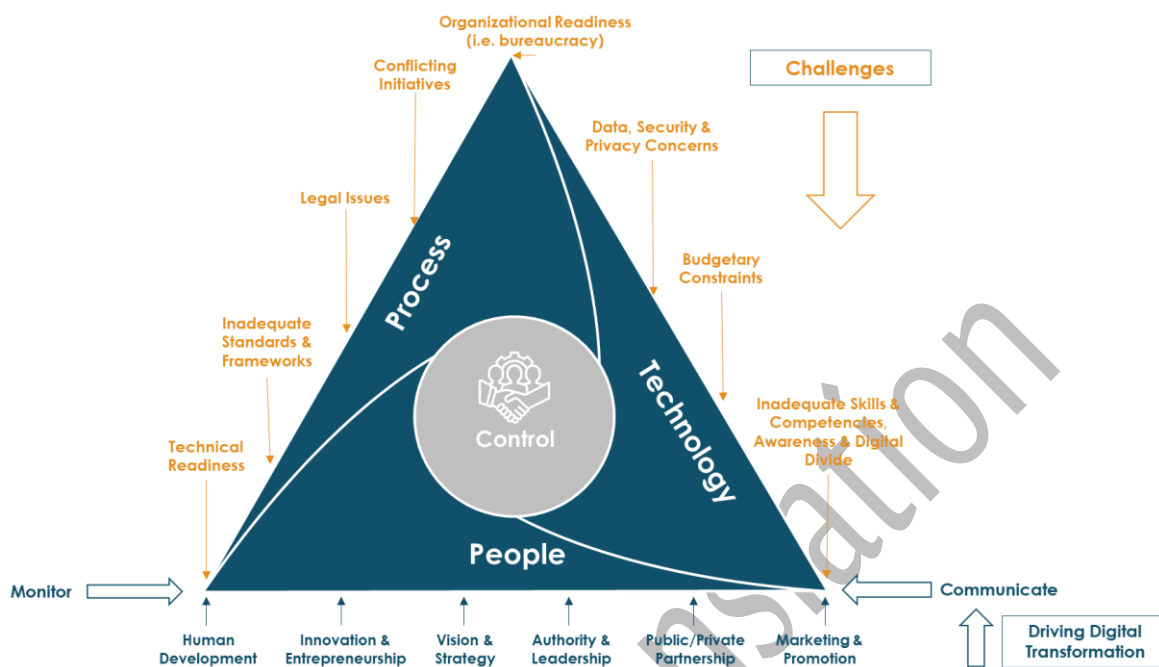 Organizational Readiness
(i.e. bureaucracy)
Conflicting
Initiatives
Challenges
Data, Security &
Privacy Concerns
Legal Issues
Process
Budgetary
Constraints
Inadequate
Standards &
Frameworks
Technology
Control
Inadequate Skills &
Competencies,
Awareness & Digital
Divide
Technical
Readiness
People
Monitor
Communicate
Human
Development
Innovation &
Entrepreneurship
Vision &
Strategy
Authority &
Leadership
Public/Private
Partnership
Marketing &
Promotion
Driving Digital
Transformation